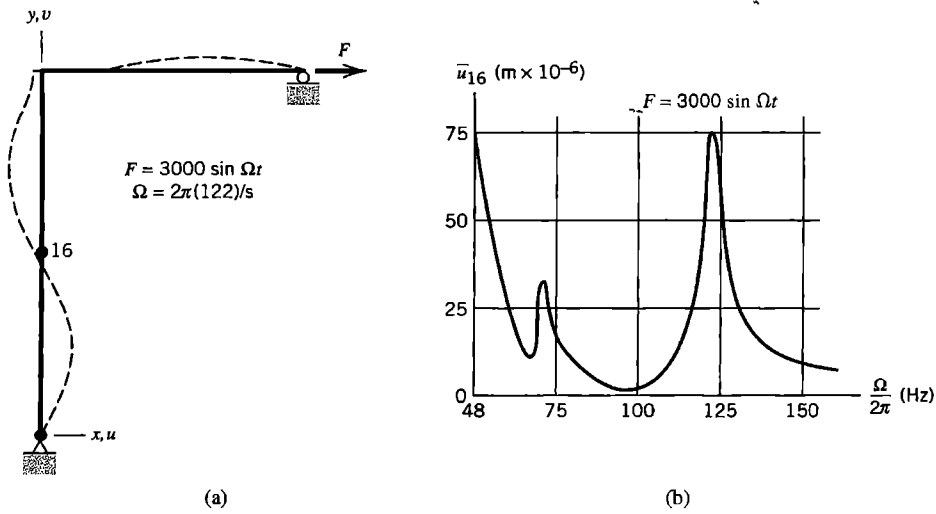 y, v
F
F = 3000 sin Ωt
Ω = 2π(122)/s
16
x, u
(a)
u̅₁₆ (m × 10⁻⁶)
F = 3000 sin Ωt
75
50
25
0
48
75
100
125
150
Ω/2π (Hz)
(b)